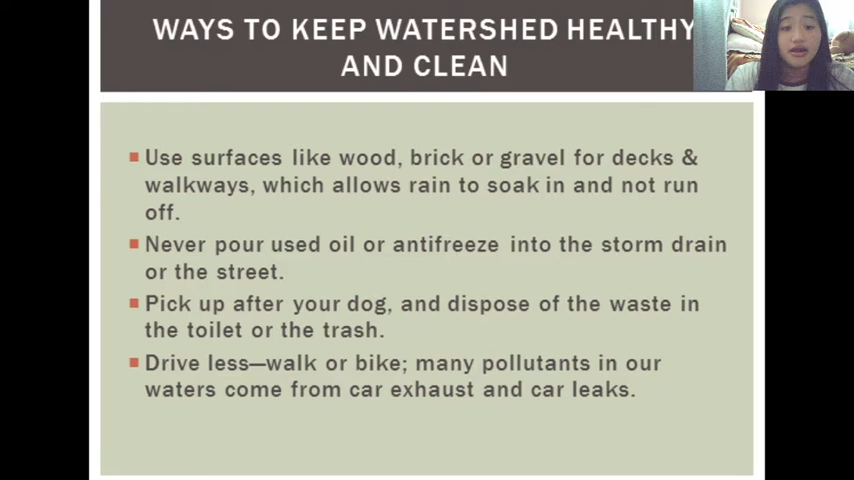 WAYS TO KEEP WATERSHED HEALTHY
AND CLEAN
Use surfaces like wood, brick or gravel for decks &
walkways, which allows rain to soak in and not run
off.
Never pour used oil or antifreeze into the storm drain
or the street.
Pick up after your dog, and dispose of the waste in
the toilet or the trash.
Drive less—walk or bike; many pollutants in our
waters come from car exhaust and car leaks.